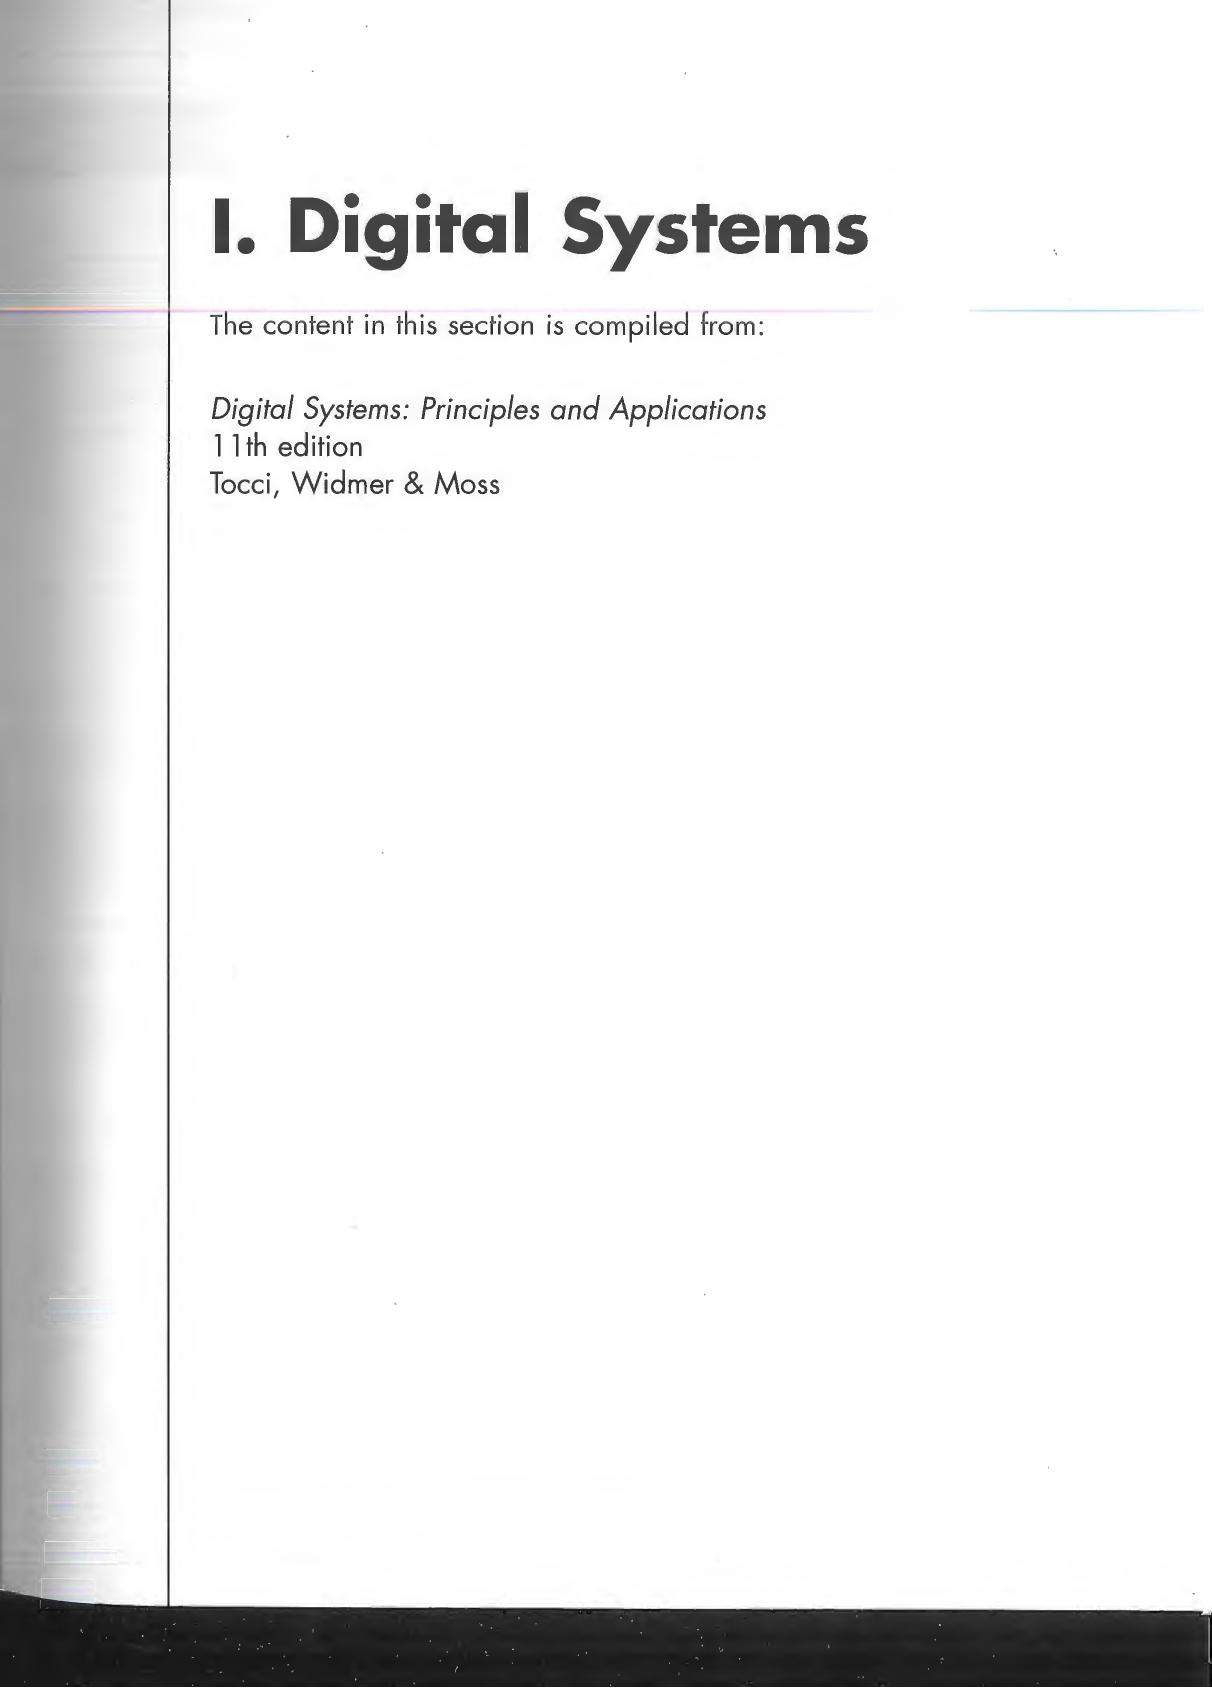 I. Digital Systems
The content in this section is compiled from:
Digital Systems: Principles and Applications
11th edition
Tocci, Widmer & Moss